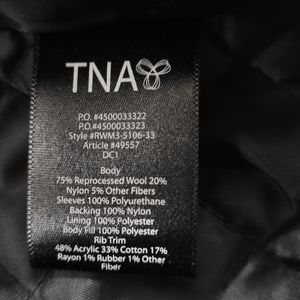 TNA
P.O. #4500033322
P.O. #4500033323
Style #RWM3-5106-33
Article #49557
DC1
Body
75% Reprocessed Wool 20%
Nylon 5% Other Fibers
Sleeves 100% Polyurethane
Backing 100% Nylon
Lining 100% Polyester
Body Fill 100% Polyester
Rib Trim
48% Acrylic 33% Cotton 17%
Rayon 1% Rubber 1% Other
Fiber